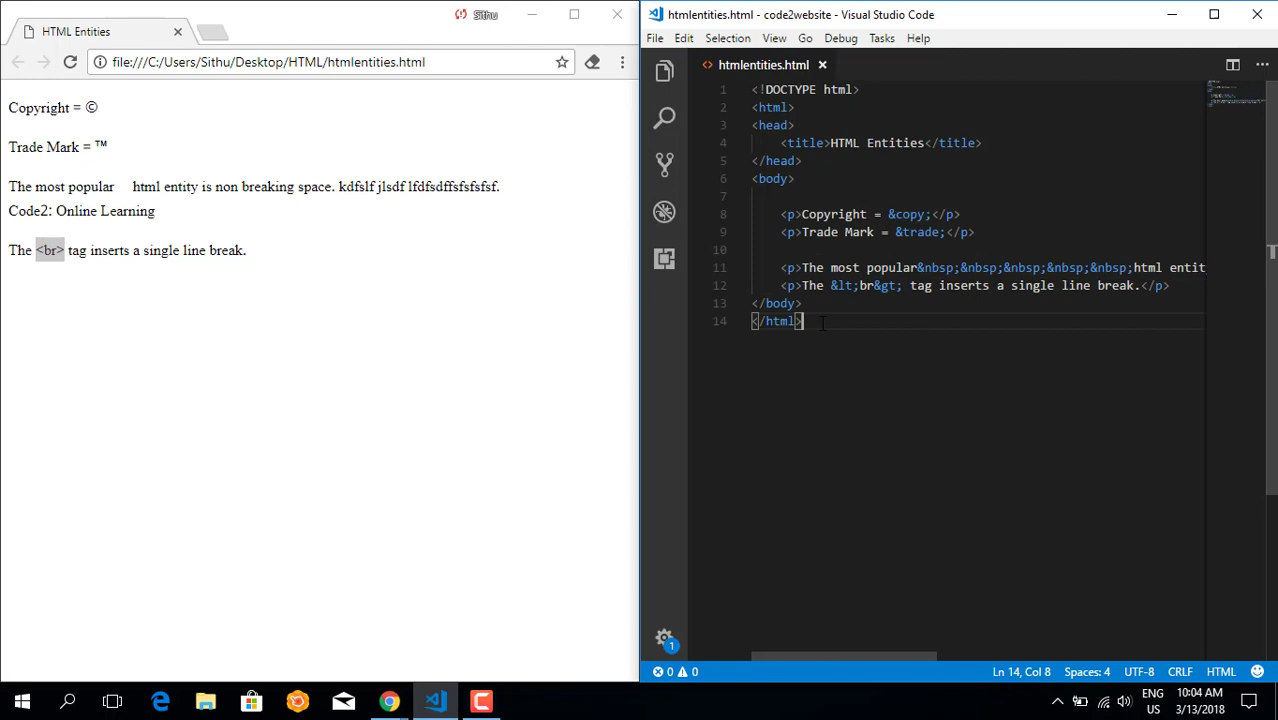 HTML Entities
Sithu
file:///C:/Users/Sithu/Desktop/HTML/htmlentities.html
Copyright = ©
Trade Mark = ™
The most popular     html entity is non breaking space. kdfslf jlsdf lfdfsdffsfsfsfsf.
Code2: Online Learning
The <br> tag inserts a single line break.
htmlentities.html - code2website - Visual Studio Code
File Edit Selection View Go Debug Tasks Help
htmlentities.html
1 <!DOCTYPE html>
2 <html>
3 <head>
4 <title>HTML Entities</title>
5 </head>
6 <body>
7
8 <p>Copyright = &copy;</p>
9 <p>Trade Mark = &trade;</p>
10
11 <p>The most popular&nbsp;&nbsp;&nbsp;&nbsp;&nbsp;html entit
12 <p>The &lt;br&gt; tag inserts a single line break.</p>
13 </body>
14 </html>
1
0 0 Ln 14, Col 8 Spaces: 4 UTF-8 CRLF HTML
ENG
US
10:04 AM
3/13/2018